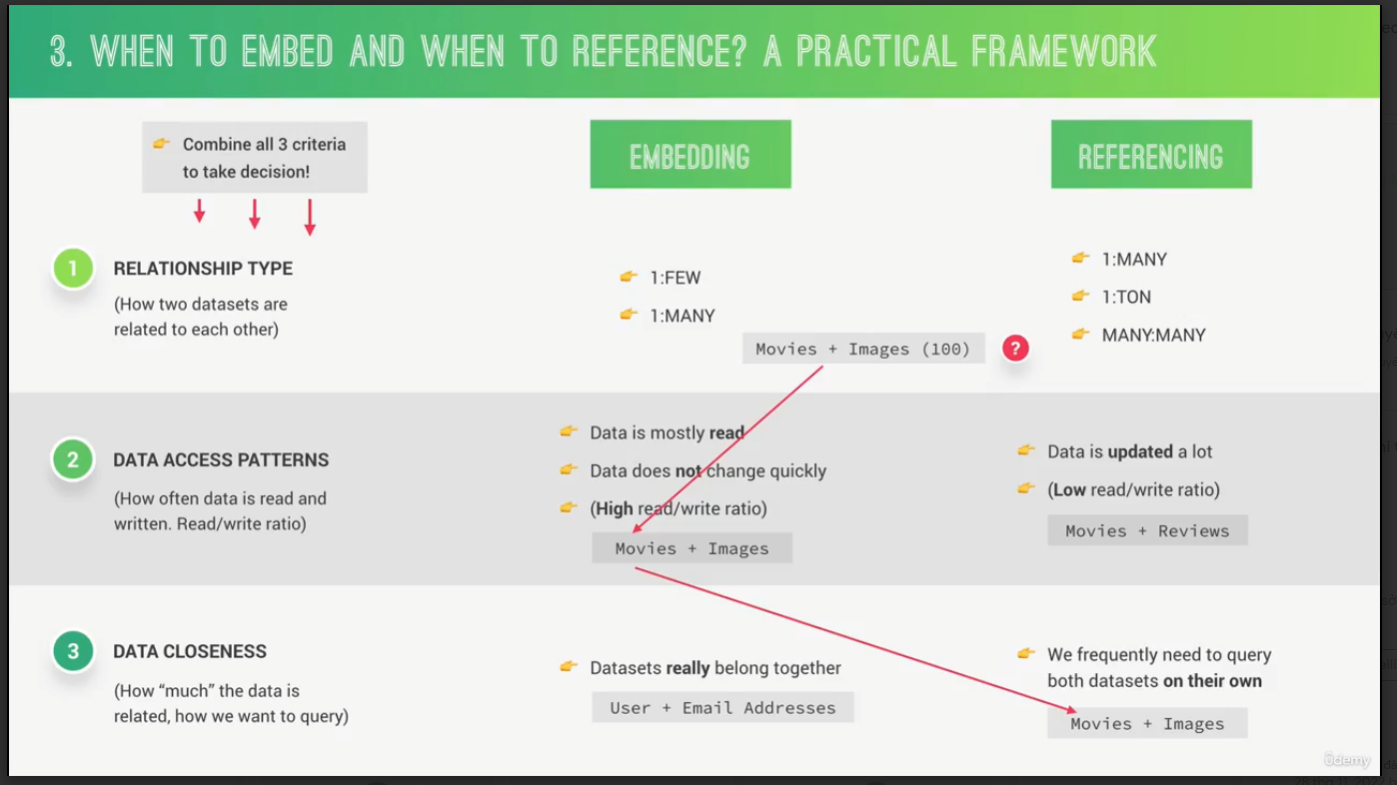 3. WHEN TO EMBED AND WHEN TO REFERENCE? A PRACTICAL FRAMEWORK
Combine all 3 criteria
to take decision!
EMBEDDING
REFERENCING
1
RELATIONSHIP TYPE
(How two datasets are
related to each other)
1:FEW
1:MANY
Movies + Images (100)
?
1:MANY
1:TON
MANY:MANY
2
DATA ACCESS PATTERNS
(How often data is read and
written. Read/write ratio)
Data is mostly read
Data does not change quickly
(High read/write ratio)
Movies + Images
Data is updated a lot
(Low read/write ratio)
Movies + Reviews
3
DATA CLOSENESS
(How “much” the data is
related, how we want to query)
Datasets really belong together
User + Email Addresses
We frequently need to query
both datasets on their own
Movies + Images
ûdemy